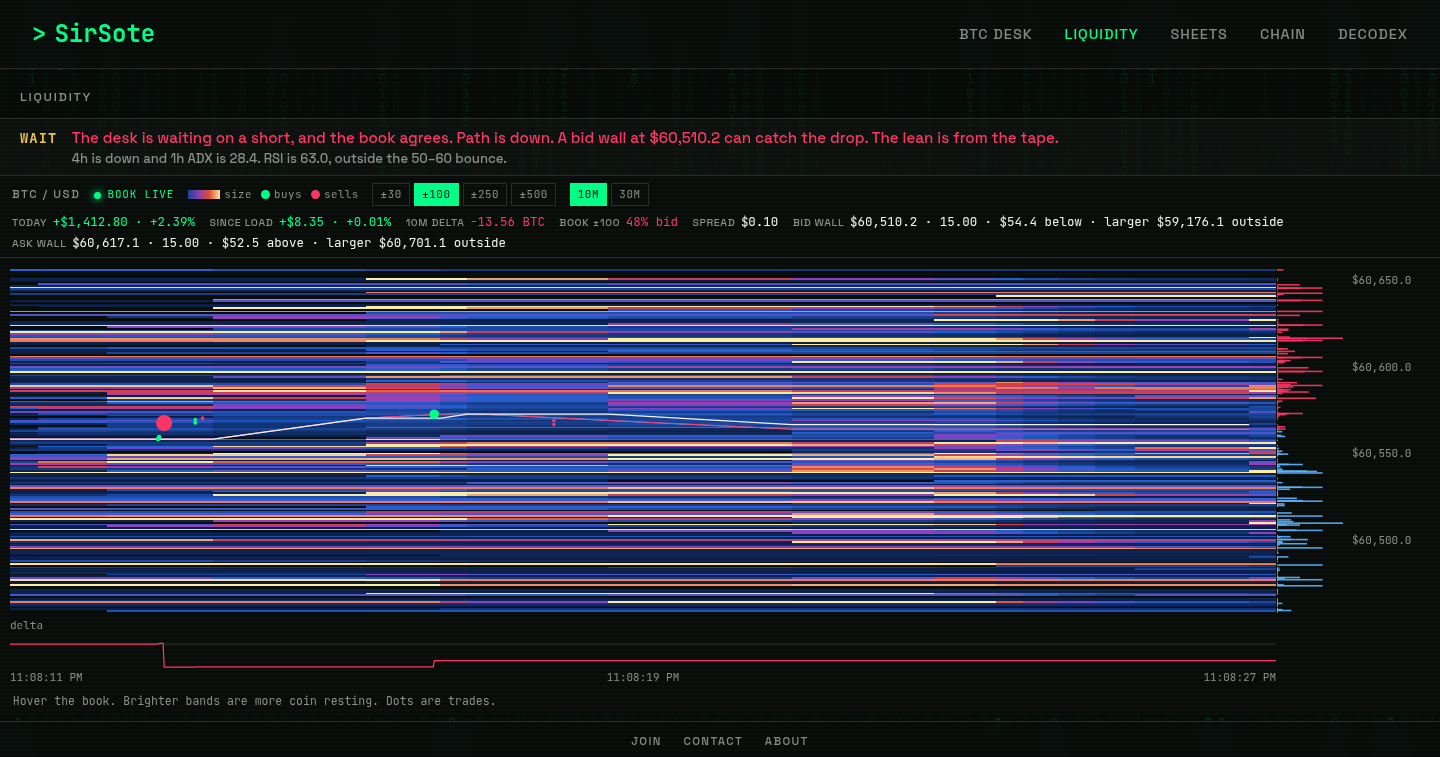 > SirSote
BTC DESK LIQUIDITY SHEETS CHAIN DECODEX
LIQUIDITY
WAIT The desk is waiting on a short, and the book agrees. Path is down. A bid wall at $60,510.2 can catch the drop. The lean is from the tape.
4h is down and 1h ADX is 28.4. RSI is 63.0, outside the 50–60 bounce.
BTC / USD BOOK LIVE size buys sells ±30 ±100 ±250 ±500 10M 30M
TODAY +$1,412.80 · +2.39% SINCE LOAD +$8.35 · +0.01% 10M DELTA -13.56 BTC BOOK ±100 48% bid SPREAD $0.10 BID WALL $60,510.2 · 15.00 · $54.4 below · larger $59,176.1 outside
ASK WALL $60,617.1 · 15.00 · $52.5 above · larger $60,701.1 outside
$60,650.0
$60,600.0
$60,550.0
$60,500.0
delta
11:08:11 PM 11:08:19 PM 11:08:27 PM
Hover the book. Brighter bands are more coin resting. Dots are trades.
JOIN CONTACT ABOUT